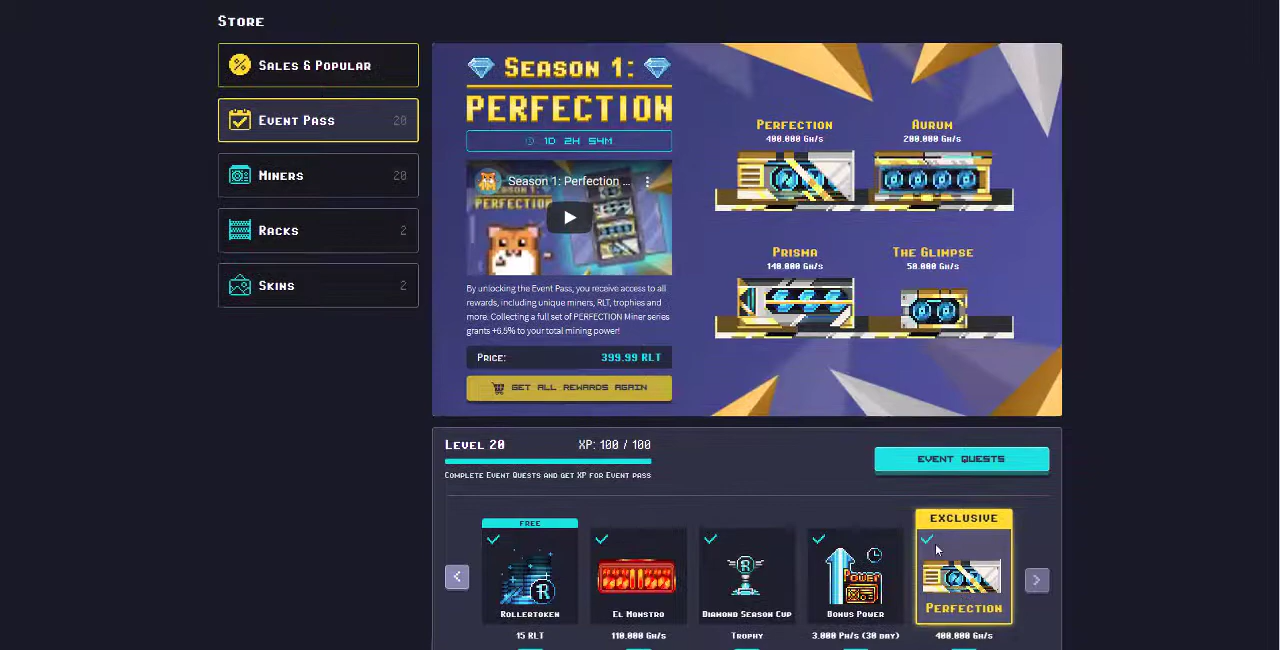 Store
Sales & Popular
Event Pass 20
Miners 20
Racks 2
Skins 2
Season 1:
PERFECTION
1D 2H 54M
Season 1: Perfection ...
By unlocking the Event Pass, you receive access to all
rewards, including unique miners, RLT, trophies and
more. Collecting a full set of PERFECTION Miner series
grants +6.5% to your total mining power!
Price: 399.99 RLT
GET ALL REWARDS AGAIN
Perfection
400.000 Gh/s
Aurum
280.000 Gh/s
Prisma
140.000 Gh/s
The Glimpse
50.000 Gh/s
Level 20 XP: 100 / 100
Complete Event Quests and get XP for Event pass
EVENT QUESTS
FREE
EXCLUSIVE
Rollertoken
El Monstro
Diamond Season Cup
Power
Bonus Power
Perfection
15 RLT
110.000 Gh/s
Trophy
3.000 Ph/s (30 day)
400.000 Gh/s